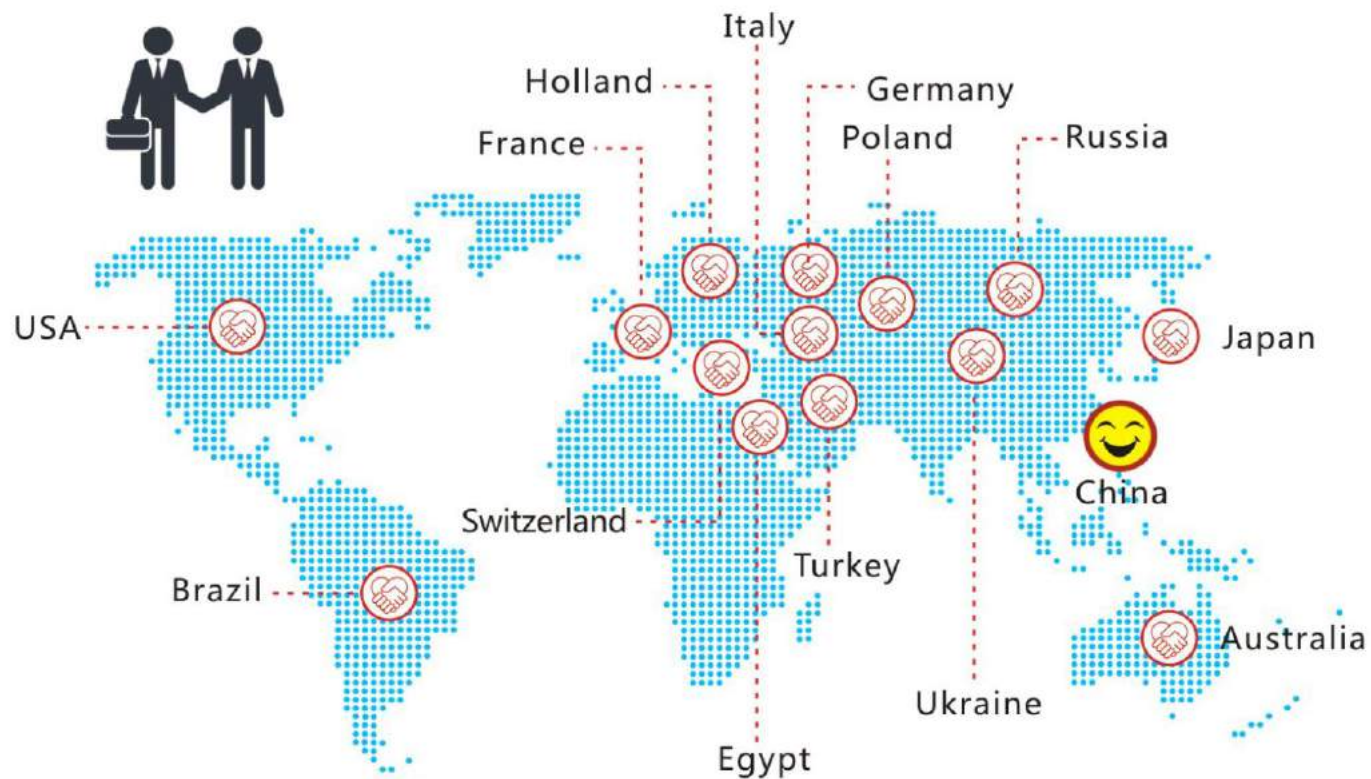 Italy
Holland
Germany
France
Poland
Russia
USA
Japan
China
Switzerland
Turkey
Brazil
Australia
Ukraine
Egypt